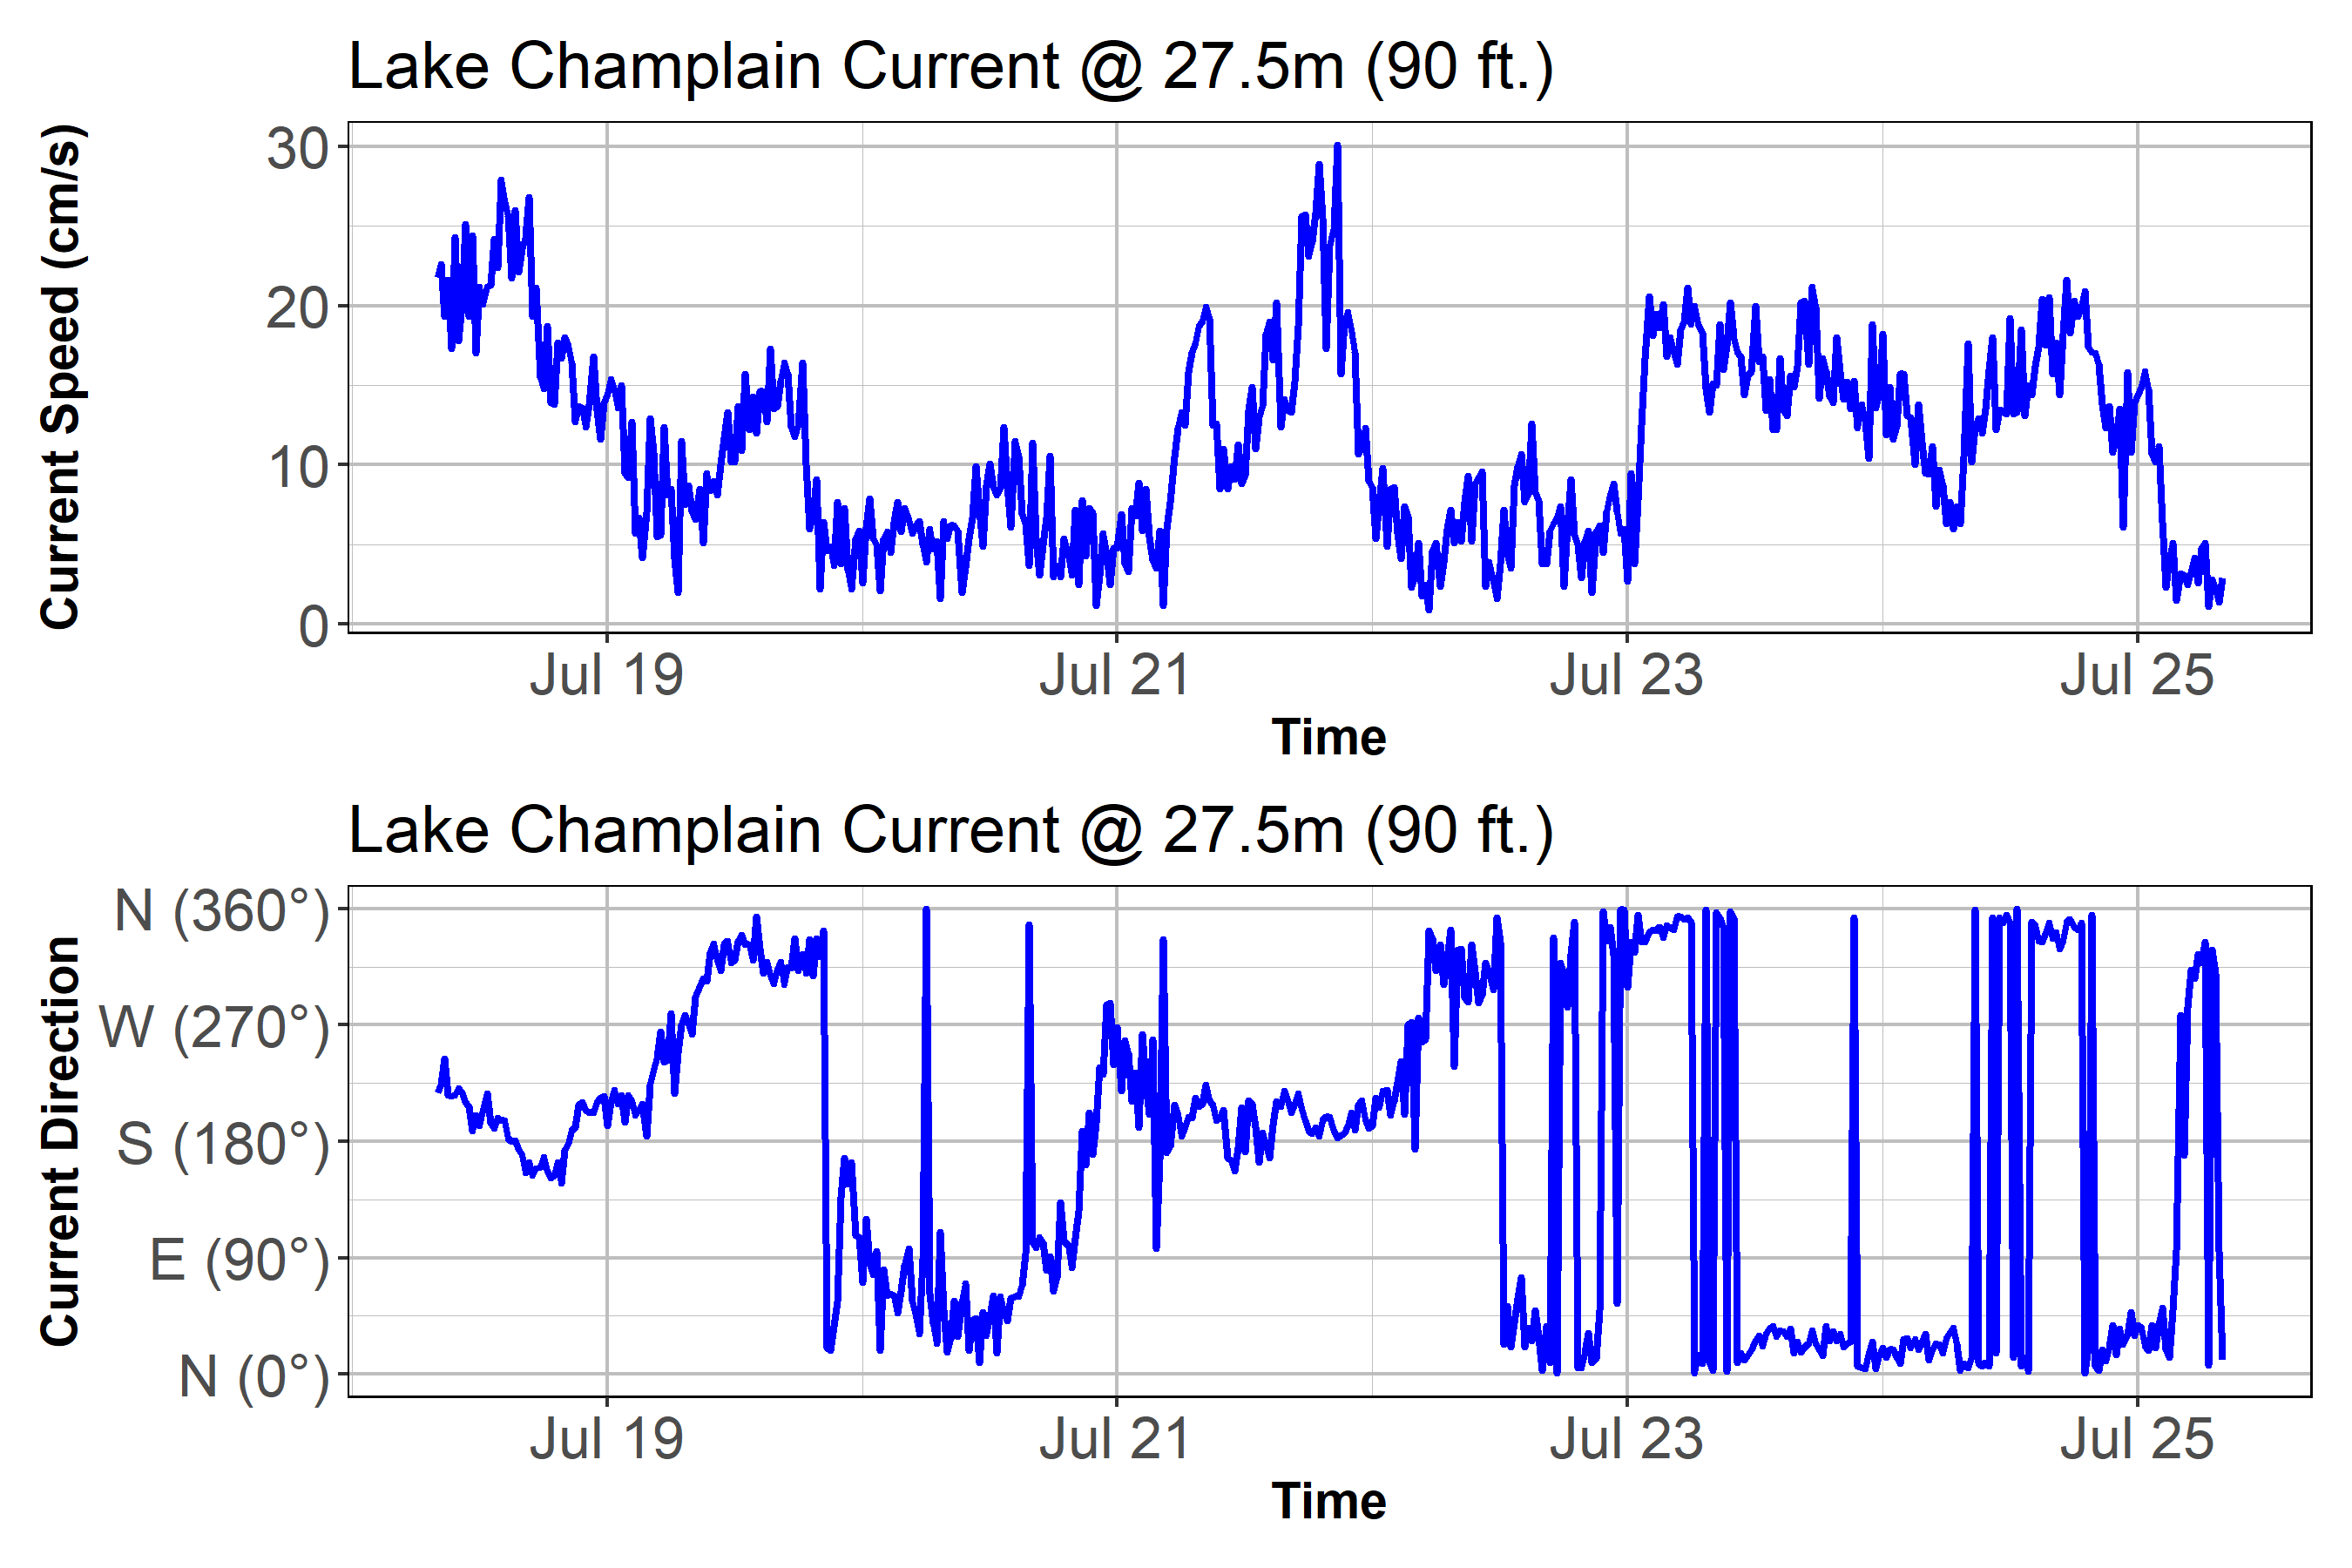 Lake Champlain Current @ 27.5m (90 ft.)
Current Speed (cm/s)
30
20
10
0
Jul 19 Jul 21 Jul 23 Jul 25
Time
Lake Champlain Current @ 27.5m (90 ft.)
Current Direction
N (360°)
W (270°)
S (180°)
E (90°)
N (0°)
Jul 19 Jul 21 Jul 23 Jul 25
Time